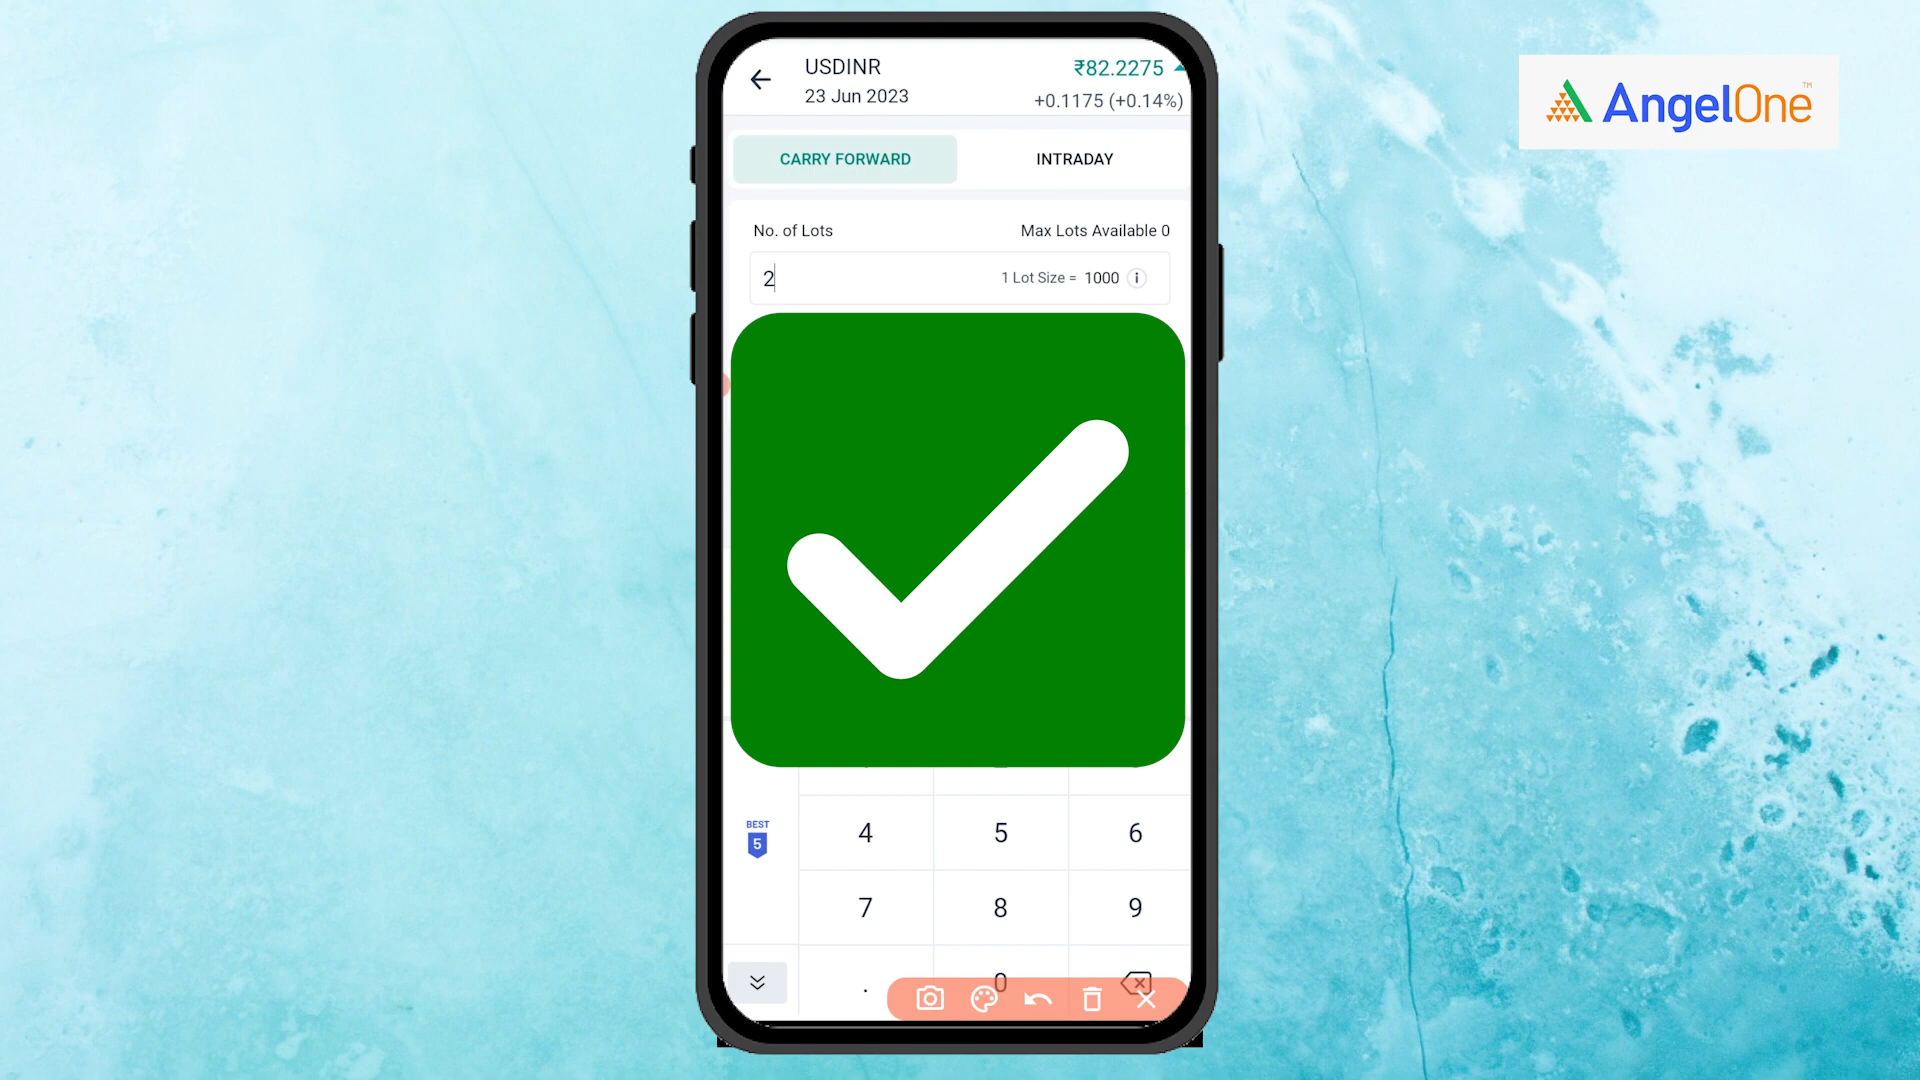 USDINR
₹82.2275
23 Jun 2023
+0.1175 (+0.14%)
CARRY FORWARD
INTRADAY
No. of Lots
Max Lots Available 0
2
1 Lot Size = 1000 i
BEST
5
4
5
6
7
8
9
.
0
AngelOne™